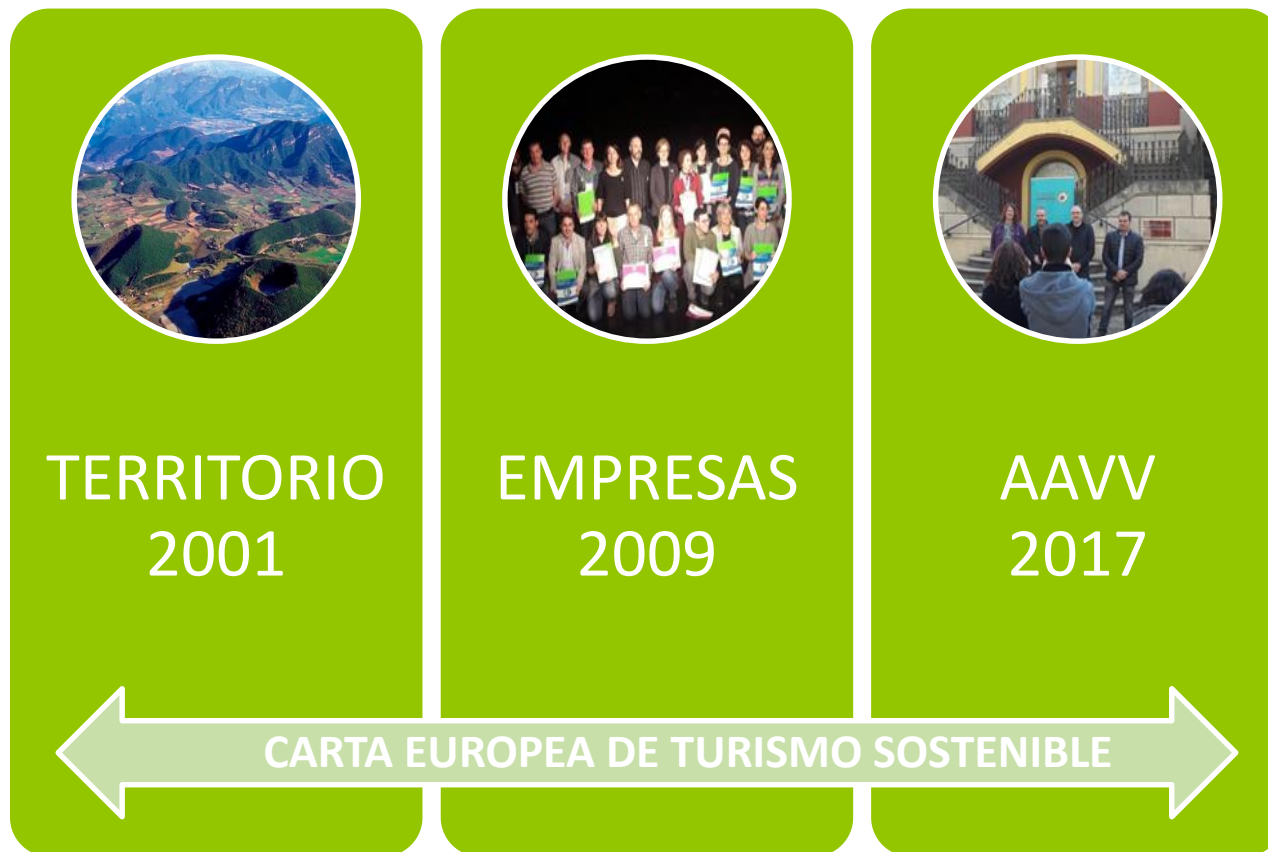 TERRITORIO
2001
EMPRESAS
2009
AAVV
2017
CARTA EUROPEA DE TURISMO SOSTENIBLE